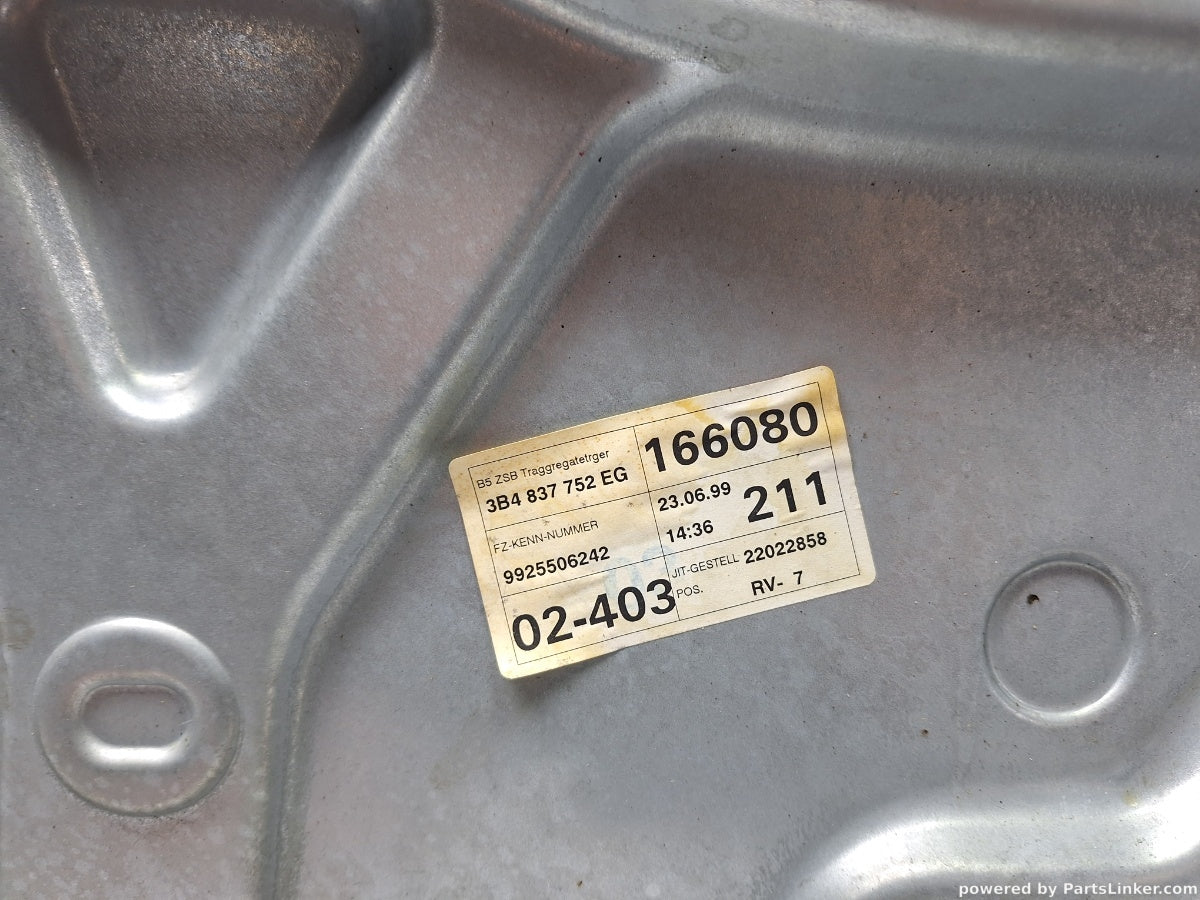 B5 ZSB Traggregatetrger
3B4 837 752 EG
166080
FZ-KENN-NUMMER
9925506242
23.06.99
14:36
211
02-403
JIT-GESTELL 22022858
POS. RV- 7
powered by PartsLinker.com